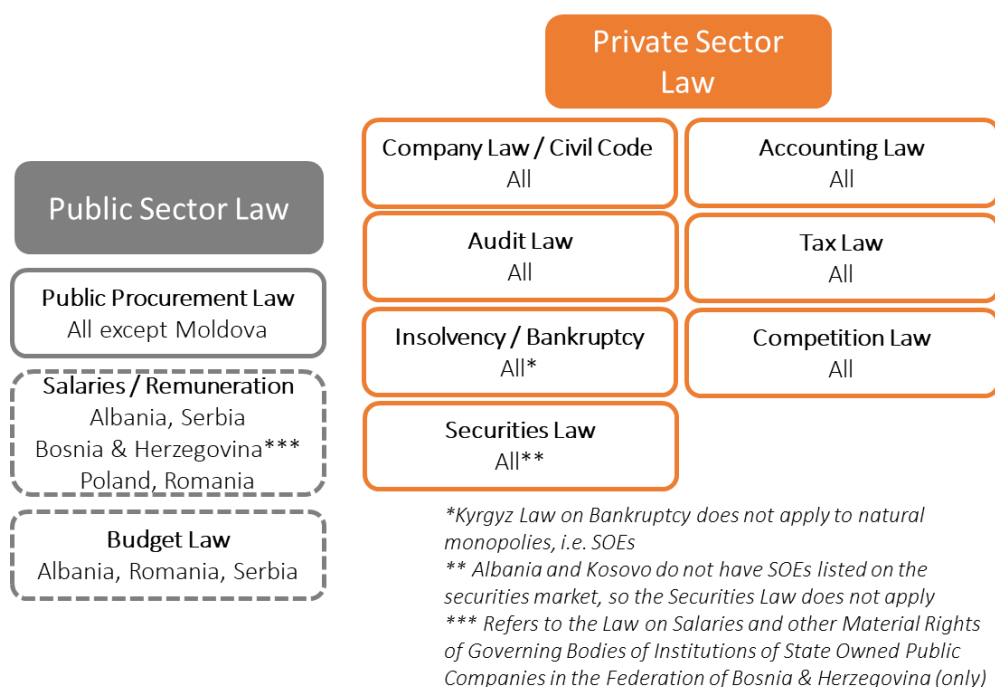 Private Sector
Law
Company Law / Civil Code
All
Accounting Law
All
Public Sector Law
Audit Law
All
Tax Law
All
Public Procurement Law
All except Moldova
Insolvency / Bankruptcy
All*
Competition Law
All
Salaries / Remuneration
Albania, Serbia
Bosnia & Herzegovina***
Poland, Romania
Securities Law
All**
Budget Law
Albania, Romania, Serbia
*Kyrgyz Law on Bankruptcy does not apply to natural
monopolies, i.e. SOEs
** Albania and Kosovo do not have SOEs listed on the
securities market, so the Securities Law does not apply
*** Refers to the Law on Salaries and other Material Rights
of Governing Bodies of Institutions of State Owned Public
Companies in the Federation of Bosnia & Herzegovina (only)